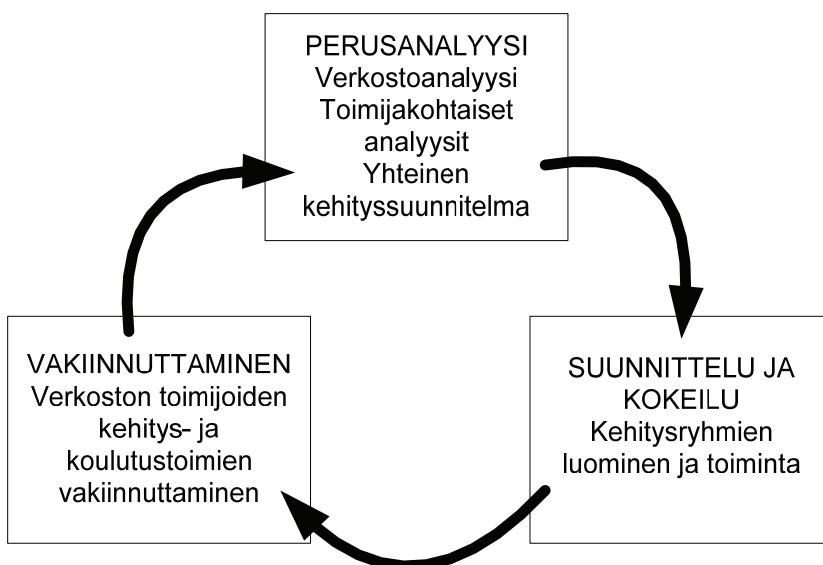 PERUSANALYYSI
Verkostoanalyysi
Toimijakohtaiset
analyysit
Yhteinen
kehityssuunnitelma
SUUNNITTELU JA
KOKEILU
Kehitysryhmien
luominen ja toiminta
VAKIINNUTTAMINEN
Verkoston toimijoiden
kehitys- ja
koulutustoimien
vakiinnuttaminen